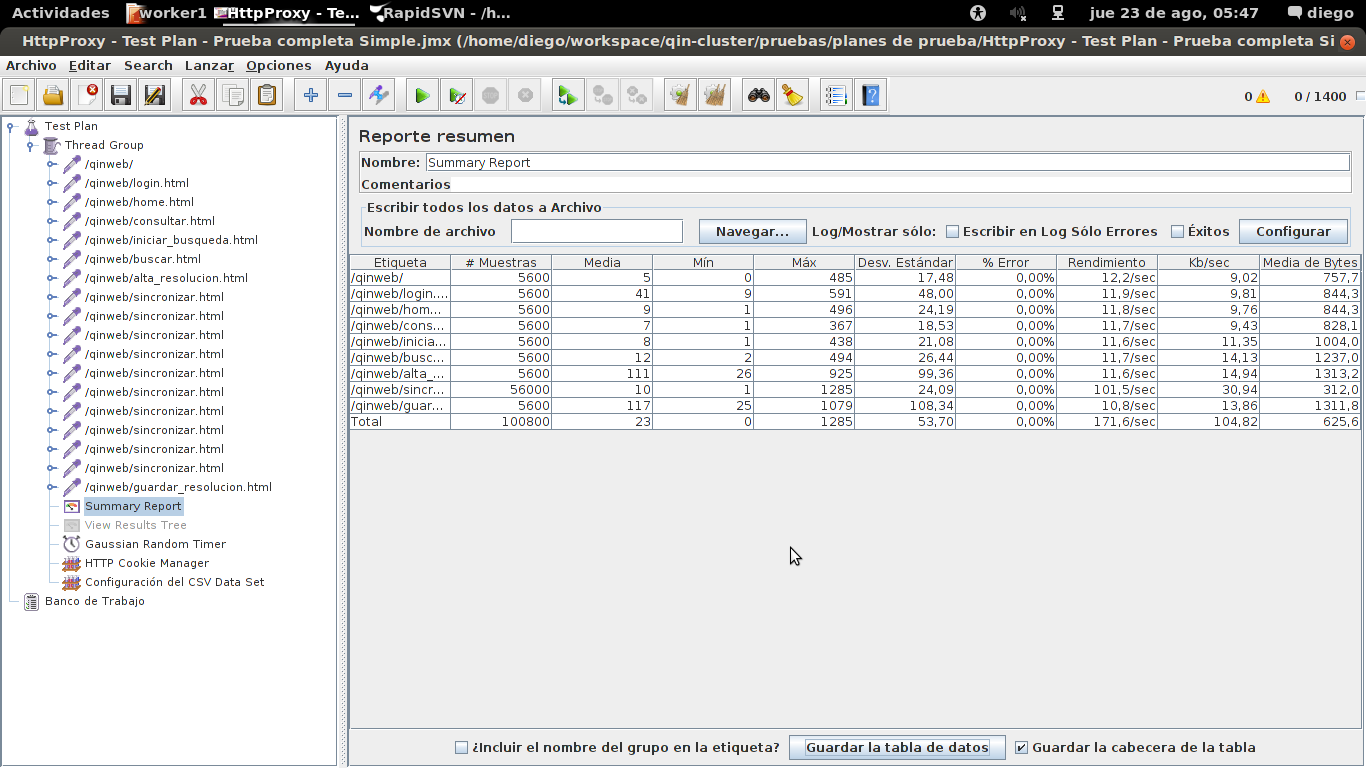 Actividades worker1 HttpProxy - Te... RapidSVN - /h... jue 23 de ago, 05:47 diego
HttpProxy - Test Plan - Prueba completa Simple.jmx (/home/diego/workspace/qin-cluster/pruebas/planes de prueba/HttpProxy - Test Plan - Prueba completa Si
Archivo Editar Search Lanzar Opciones Ayuda
0 0 / 1400
Test Plan
Thread Group
/qinweb/
/qinweb/login.html
/qinweb/home.html
/qinweb/consultar.html
/qinweb/iniciar_busqueda.html
/qinweb/buscar.html
/qinweb/alta_resolucion.html
/qinweb/sincronizar.html
/qinweb/sincronizar.html
/qinweb/sincronizar.html
/qinweb/sincronizar.html
/qinweb/sincronizar.html
/qinweb/sincronizar.html
/qinweb/sincronizar.html
/qinweb/sincronizar.html
/qinweb/sincronizar.html
/qinweb/sincronizar.html
/qinweb/guardar_resolucion.html
Summary Report
View Results Tree
Gaussian Random Timer
HTTP Cookie Manager
Configuración del CSV Data Set
Banco de Trabajo
Reporte resumen
Nombre: Summary Report
Comentarios
Escribir todos los datos a Archivo
Nombre de archivo Navegar... Log/Mostrar sólo: Escribir en Log Sólo Errores Éxitos Configurar
Etiqueta # Muestras Media Mín Máx Desv. Estándar % Error Rendimiento Kb/sec Media de Bytes
/qinweb/ 5600 5 0 485 17,48 0,00% 12,2/sec 9,02 757,7
/qinweb/login.... 5600 41 9 591 48,00 0,00% 11,9/sec 9,81 844,3
/qinweb/hom... 5600 9 1 496 24,19 0,00% 11,8/sec 9,76 844,3
/qinweb/cons... 5600 7 1 367 18,53 0,00% 11,7/sec 9,43 828,1
/qinweb/inicia... 5600 8 1 438 21,08 0,00% 11,6/sec 11,35 1004,0
/qinweb/busc... 5600 12 2 494 26,44 0,00% 11,7/sec 14,13 1237,0
/qinweb/alta_... 5600 111 26 925 99,36 0,00% 11,6/sec 14,94 1313,2
/qinweb/sincr... 56000 10 1 1285 24,09 0,00% 101,5/sec 30,94 312,0
/qinweb/guar... 5600 117 25 1079 108,34 0,00% 10,8/sec 13,86 1311,8
Total 100800 23 0 1285 53,70 0,00% 171,6/sec 104,82 625,6
¿Incluir el nombre del grupo en la etiqueta? Guardar la tabla de datos Guardar la cabecera de la tabla